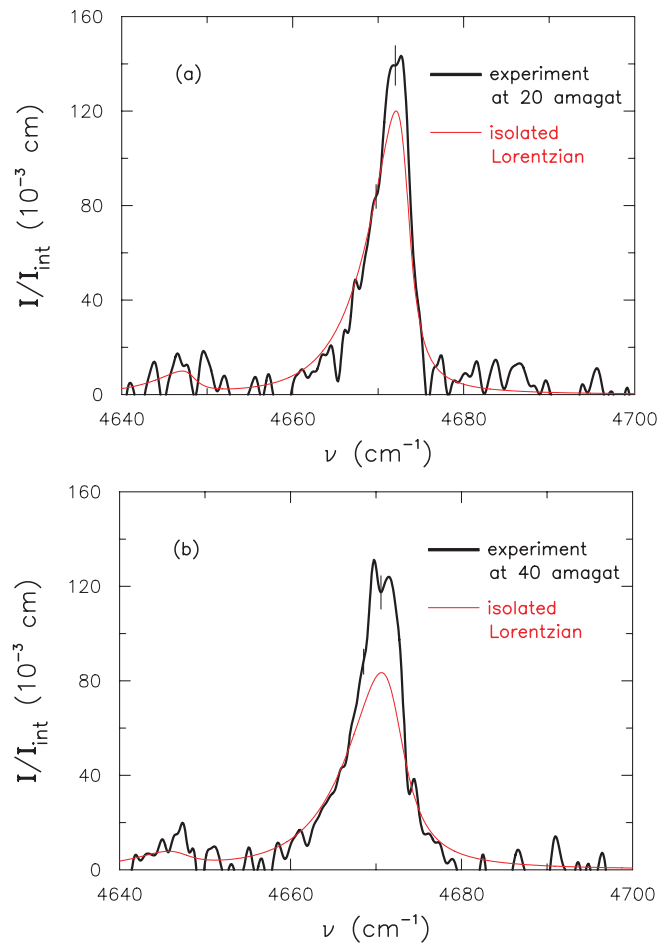 160
(a)
experiment
at 20 amagat
120
isolated
Lorentzian
I/I_int (10⁻³ cm)
80
40
0
4640 4660 4680 4700
ν (cm⁻¹)
160
(b)
experiment
at 40 amagat
120
isolated
Lorentzian
I/I_int (10⁻³ cm)
80
40
0
4640 4660 4680 4700
ν (cm⁻¹)